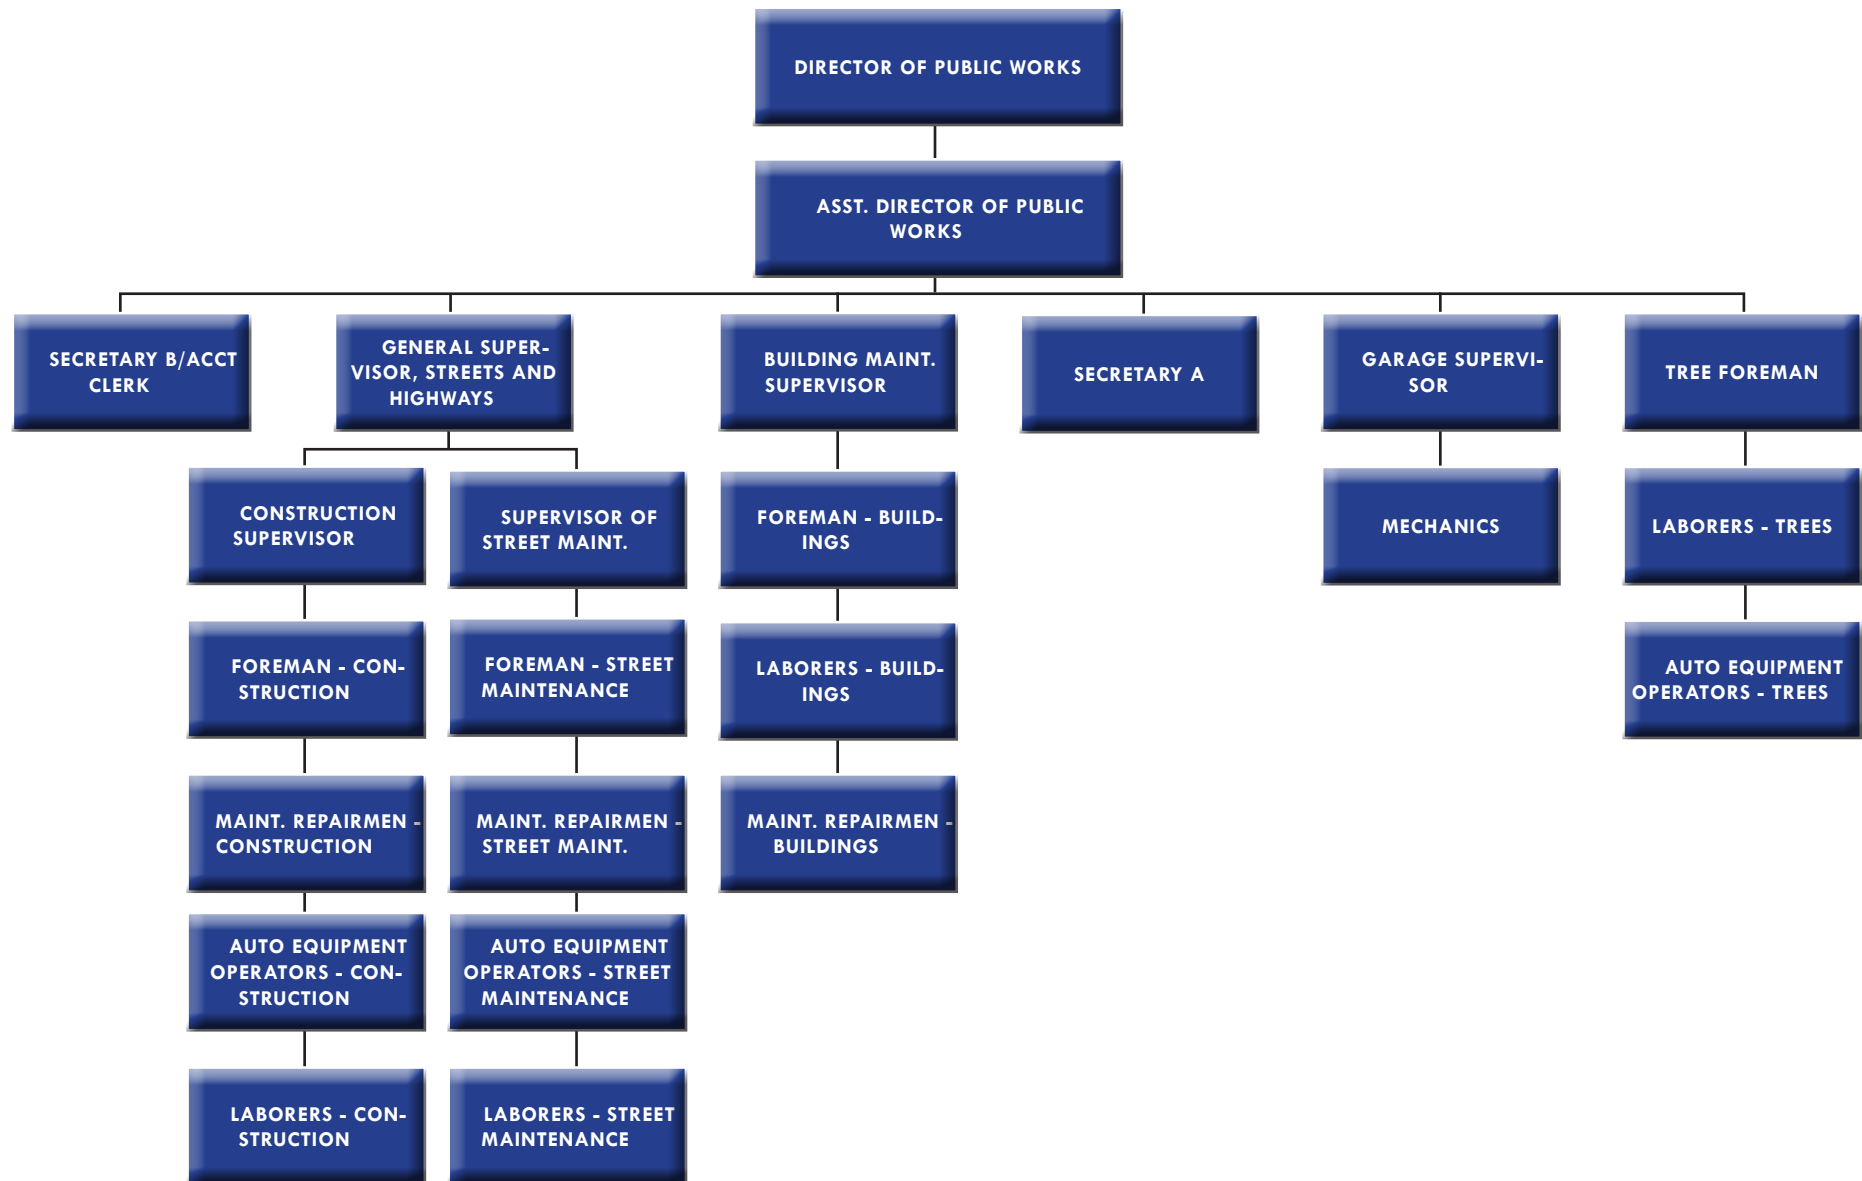 DIRECTOR OF PUBLIC WORKS
ASST. DIRECTOR OF PUBLIC
WORKS
SECRETARY B/ACCT
CLERK
GENERAL SUPER-
VISOR, STREETS AND
HIGHWAYS
BUILDING MAINT.
SUPERVISOR
SECRETARY A
GARAGE SUPERVI-
SOR
TREE FOREMAN
CONSTRUCTION
SUPERVISOR
SUPERVISOR OF
STREET MAINT.
FOREMAN - BUILD-
INGS
MECHANICS
LABORERS - TREES
FOREMAN - CON-
STRUCTION
FOREMAN - STREET
MAINTENANCE
LABORERS - BUILD-
INGS
AUTO EQUIPMENT
OPERATORS - TREES
MAINT. REPAIRMEN -
CONSTRUCTION
MAINT. REPAIRMEN -
STREET MAINT.
MAINT. REPAIRMEN -
BUILDINGS
AUTO EQUIPMENT
OPERATORS - CON-
STRUCTION
AUTO EQUIPMENT
OPERATORS - STREET
MAINTENANCE
LABORERS - CON-
STRUCTION
LABORERS - STREET
MAINTENANCE